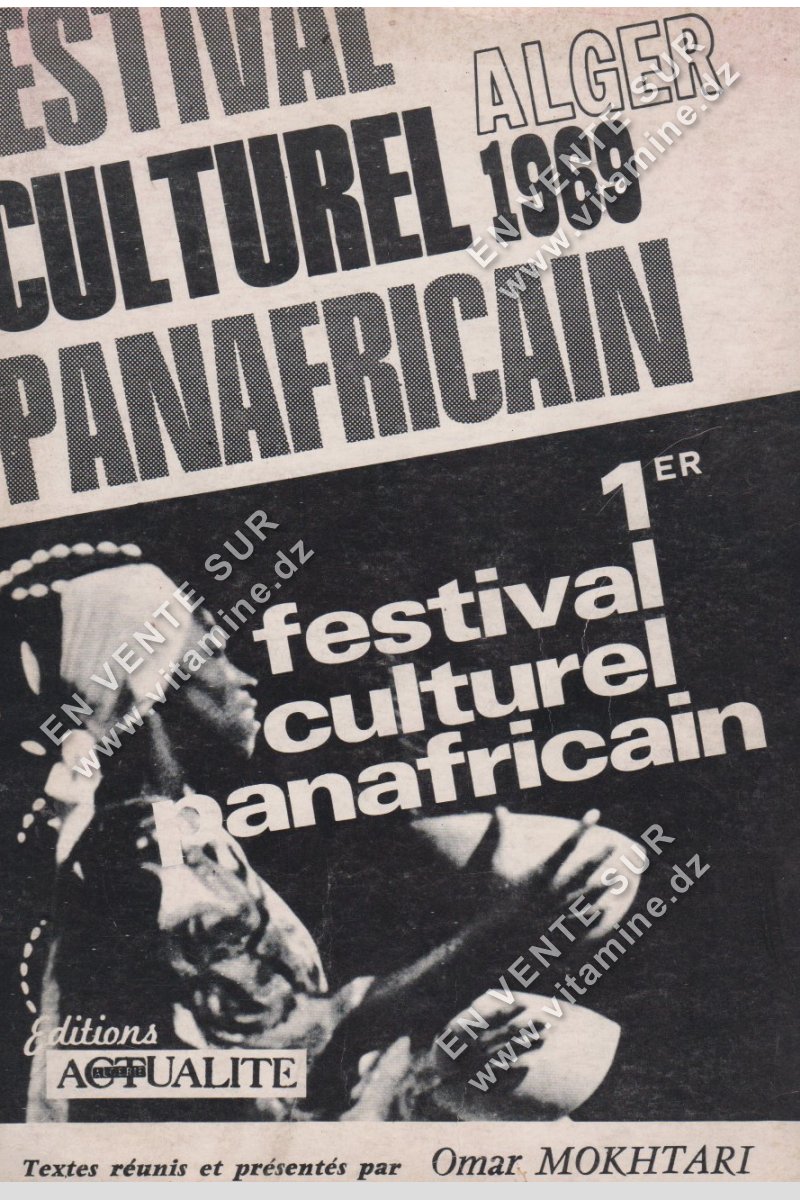 ESTIVAL
ALGER
CULTUREL 1969
PANAFRICAIN
1ER
festival
culturel
panafricain
Editions
ACTUALITE
ALGERIE
Textes réunis et présentés par Omar MOKHTARI
EN VENTE SUR
www.vitamine.dz
EN VENTE SUR
www.vitamine.dz
EN VENTE SUR
www.vitamine.dz